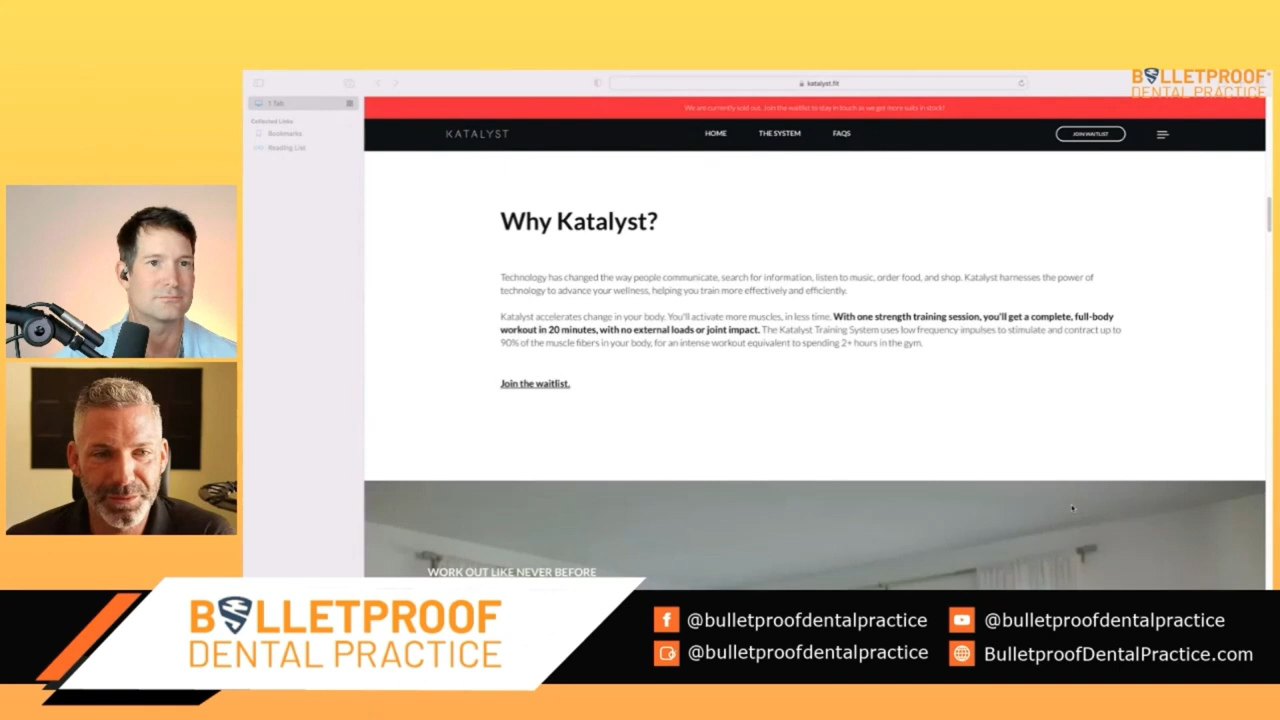 BULLETPROOF
DENTAL PRACTICE
katalyst.fit
1 Tab
Collected Links
Bookmarks
Reading List
We are currently sold out. Join the waitlist to stay in touch as we get more suits in stock!
KATALYST
HOME
THE SYSTEM
FAQS
JOIN WAITLIST
Why Katalyst?
Technology has changed the way people communicate, search for information, listen to music, order food, and shop. Katalyst harnesses the power of
technology to advance your wellness, helping you train more effectively and efficiently.
Katalyst accelerates change in your body. You'll activate more muscles, in less time. With one strength training session, you'll get a complete, full-body
workout in 20 minutes, with no external loads or joint impact. The Katalyst Training System uses low frequency impulses to stimulate and contract up to
90% of the muscle fibers in your body, for an intense workout equivalent to spending 2+ hours in the gym.
Join the waitlist.
WORK OUT LIKE NEVER BEFORE
BULLETPROOF
DENTAL PRACTICE
@bulletproofdentalpractice
@bulletproofdentalpractice
@bulletproofdentalpractice
BulletproofDentalPractice.com